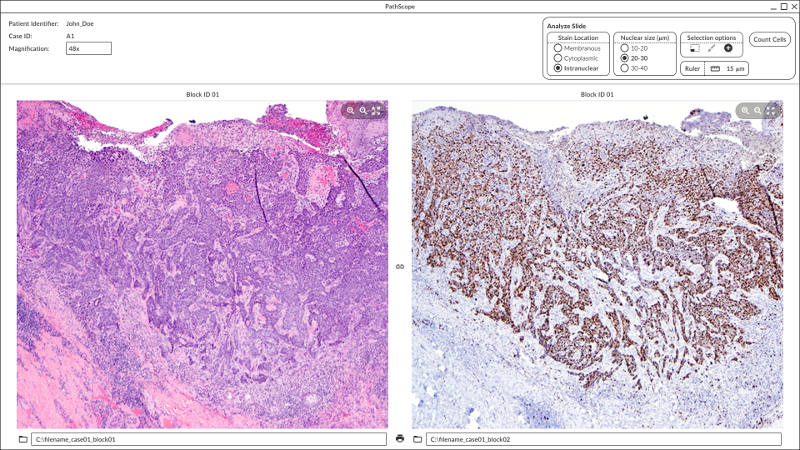 PathScope
Patient Identifier: John_Doe
Case ID: A1
Magnification: 48x
Analyze Slide
Stain Location
Membranous
Cytoplasmic
Intranuclear
Nuclear size (µm)
10-20
20-30
30-40
Selection options
Ruler 15 µm
Count Cells
Block ID 01
Block ID 01
C:\filename_case01_block01
C:\filename_case01_block02